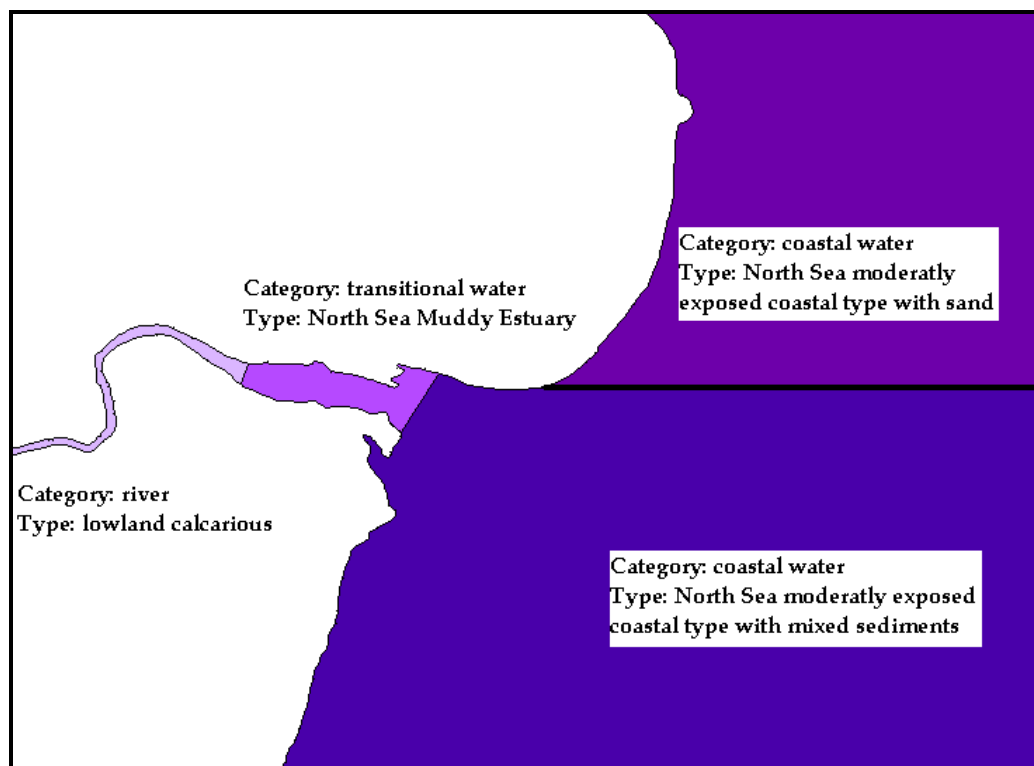 Category: coastal water
Type: North Sea moderatly
exposed coastal type with sand
Category: transitional water
Type: North Sea Muddy Estuary
Category: river
Type: lowland calcarious
Category: coastal water
Type: North Sea moderatly exposed
coastal type with mixed sediments